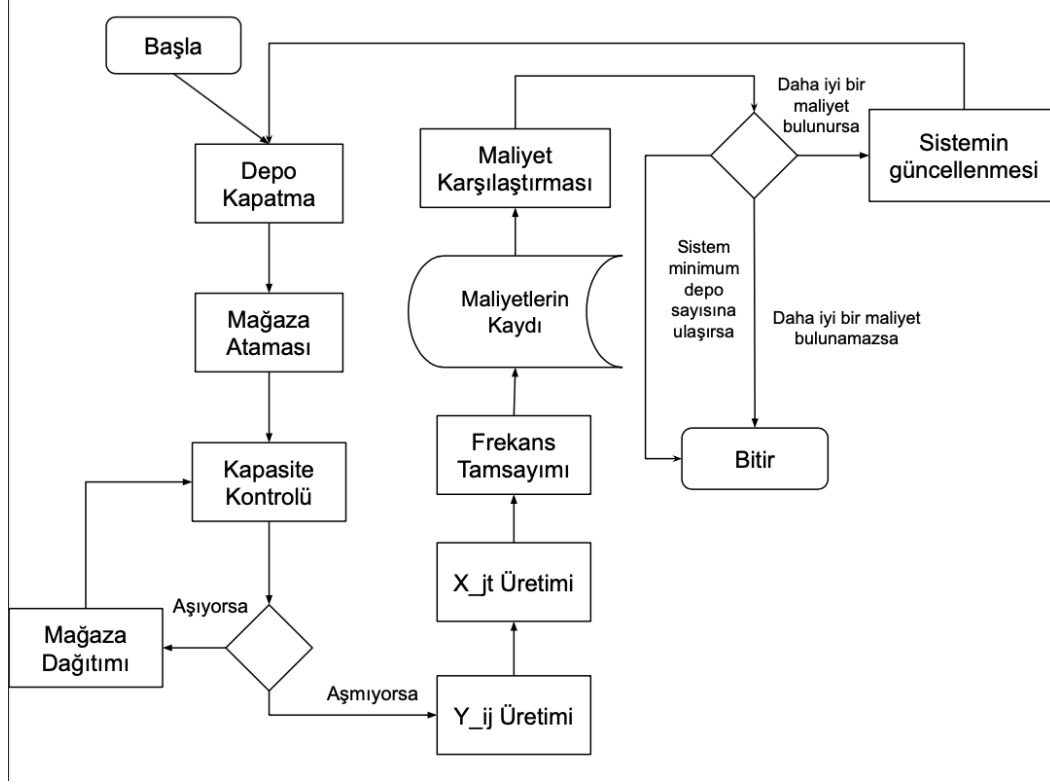 Başla
Depo
Kapatma
Mağaza
Ataması
Kapasite
Kontrolü
Aşıyorsa
Mağaza
Dağıtımı
Aşmıyorsa
Y_ij Üretimi
X_jt Üretimi
Frekans
Tamsayımı
Maliyetlerin
Kaydı
Maliyet
Karşılaştırması
Daha iyi bir
maliyet
bulunursa
Sistemin
güncellenmesi
Sistem
minimum
depo
sayısına
ulaşırsa
Daha iyi bir maliyet
bulunamazsa
Bitir